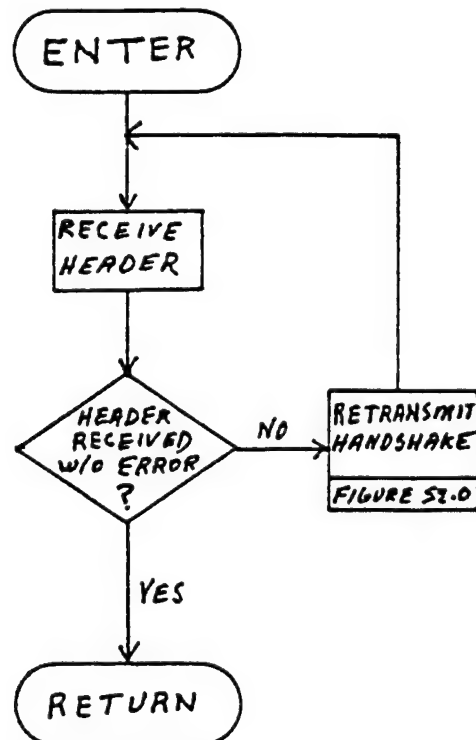 ENTER
RECEIVE
HEADER
HEADER
RECEIVED
W/O ERROR
?
NO
RETRANSMIT
HANDSHAKE
FIGURE 52.0
YES
RETURN